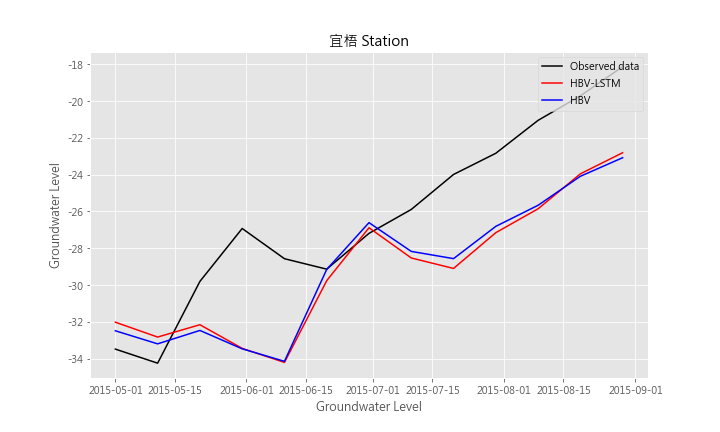 宜梧 Station
Groundwater Level
-18
-20
-22
-24
-26
-28
-30
-32
-34
Observed data
HBV-LSTM
HBV
2015-05-01 2015-05-15 2015-06-01 2015-06-15 2015-07-01 2015-07-15 2015-08-01 2015-08-15 2015-09-01
Groundwater Level